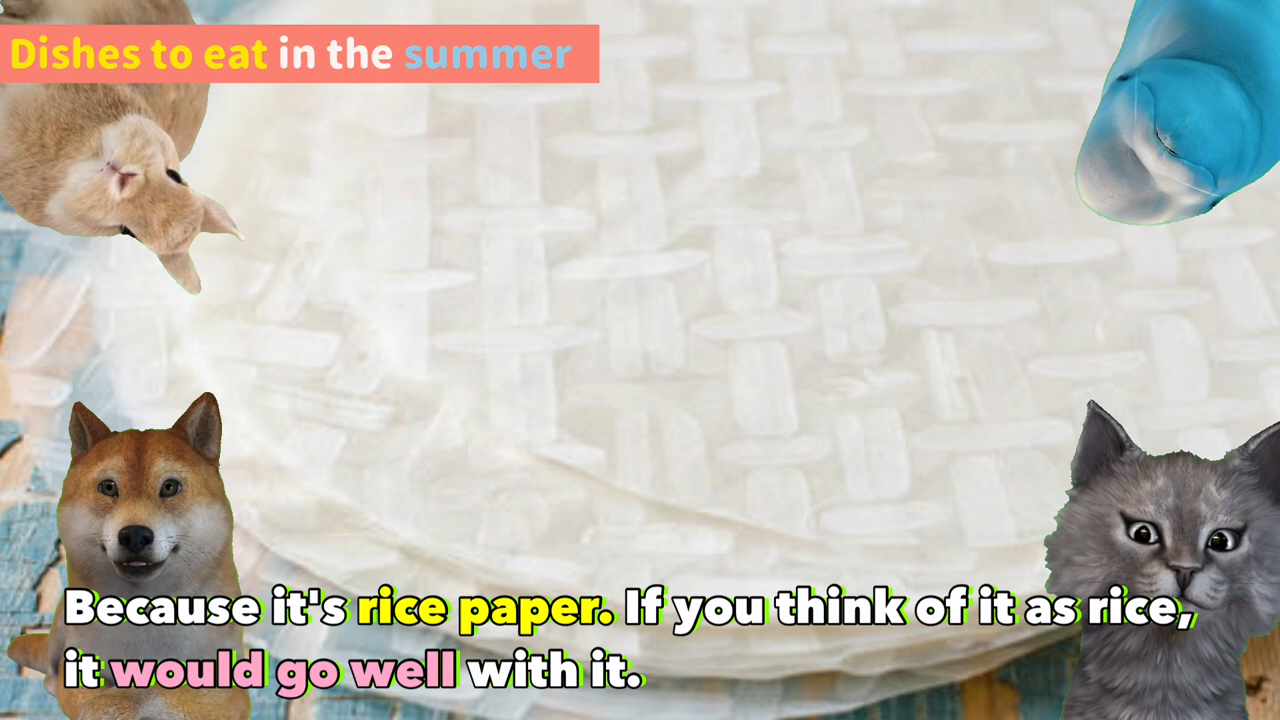 Dishes to eat in the summer
Because it's rice paper. If you think of it as rice,
it would go well with it.